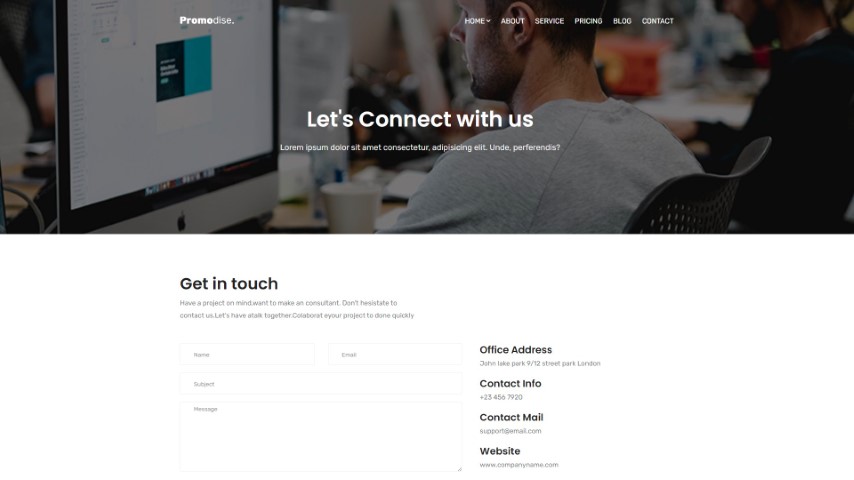 Promodise.
HOME ABOUT SERVICE PRICING BLOG CONTACT
Let's Connect with us
Lorem ipsum dolor sit amet consectetur, adipisicing elit. Unde, perferendis?
Get in touch
Have a project on mind,want to make an consultant. Don't hesistate to
contact us.Let's have atalk together.Colaborat ayour project to done quickly
Name
Email
Subject
Message
Office Address
John lake park 9/12 street park London
Contact Info
+23 456 7920
Contact Mail
support@email.com
Website
www.companyname.com